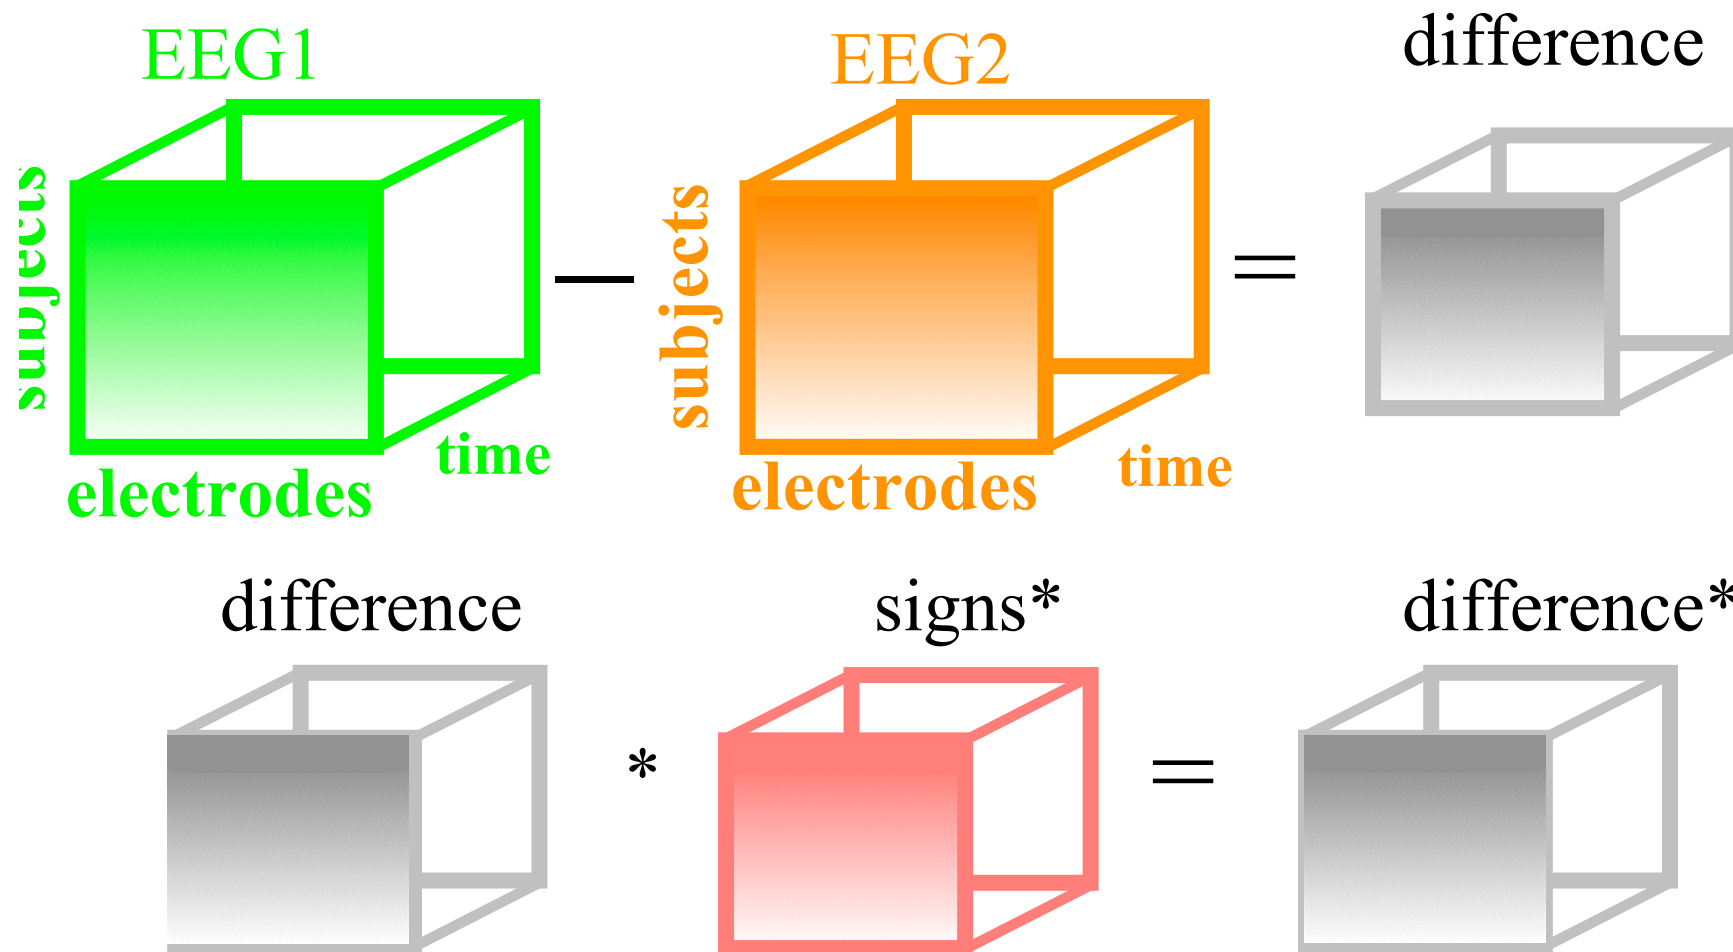 EEG1
EEG2
difference
subjects
subjects
−
=
time
time
electrodes
electrodes
difference
signs*
difference*
*
=